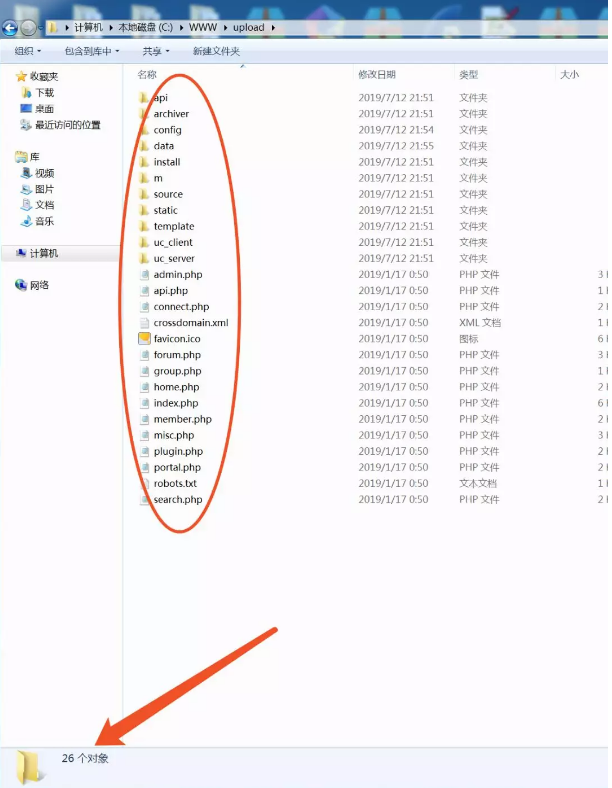 计算机 本地磁盘 (C:) WWW upload
组织 包含到库中 共享 新建文件夹
收藏夹
下载
桌面
最近访问的位置
库
视频
图片
文档
音乐
计算机
网络
名称 修改日期 类型 大小
api 2019/7/12 21:51 文件夹
archiver 2019/7/12 21:51 文件夹
config 2019/7/12 21:54 文件夹
data 2019/7/12 21:55 文件夹
install 2019/7/12 21:51 文件夹
m 2019/7/12 21:51 文件夹
source 2019/7/12 21:51 文件夹
static 2019/7/12 21:51 文件夹
template 2019/7/12 21:51 文件夹
uc_client 2019/7/12 21:51 文件夹
uc_server 2019/7/12 21:51 文件夹
admin.php 2019/1/17 0:50 PHP 文件 3
api.php 2019/1/17 0:50 PHP 文件 1
connect.php 2019/1/17 0:50 PHP 文件 2
crossdomain.xml 2019/1/17 0:50 XML 文档 1
favicon.ico 2019/1/17 0:50 图标 6
forum.php 2019/1/17 0:50 PHP 文件 3
group.php 2019/1/17 0:50 PHP 文件 1
home.php 2019/1/17 0:50 PHP 文件 2
index.php 2019/1/17 0:50 PHP 文件 6
member.php 2019/1/17 0:50 PHP 文件 2
misc.php 2019/1/17 0:50 PHP 文件 3
plugin.php 2019/1/17 0:50 PHP 文件 2
portal.php 2019/1/17 0:50 PHP 文件 2
robots.txt 2019/1/17 0:50 文本文档 1
search.php 2019/1/17 0:50 PHP 文件 2
26 个对象